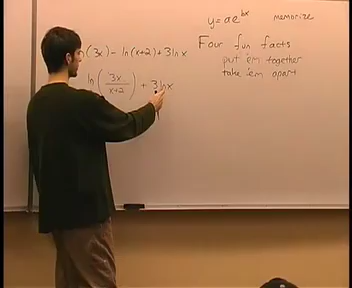 y = ae^{bx} memorize
Four fun facts
put 'em together
take 'em apart
ln(3x) - ln(x+2) + 3 ln x
ln(3x/(x+2)) + 3 ln x